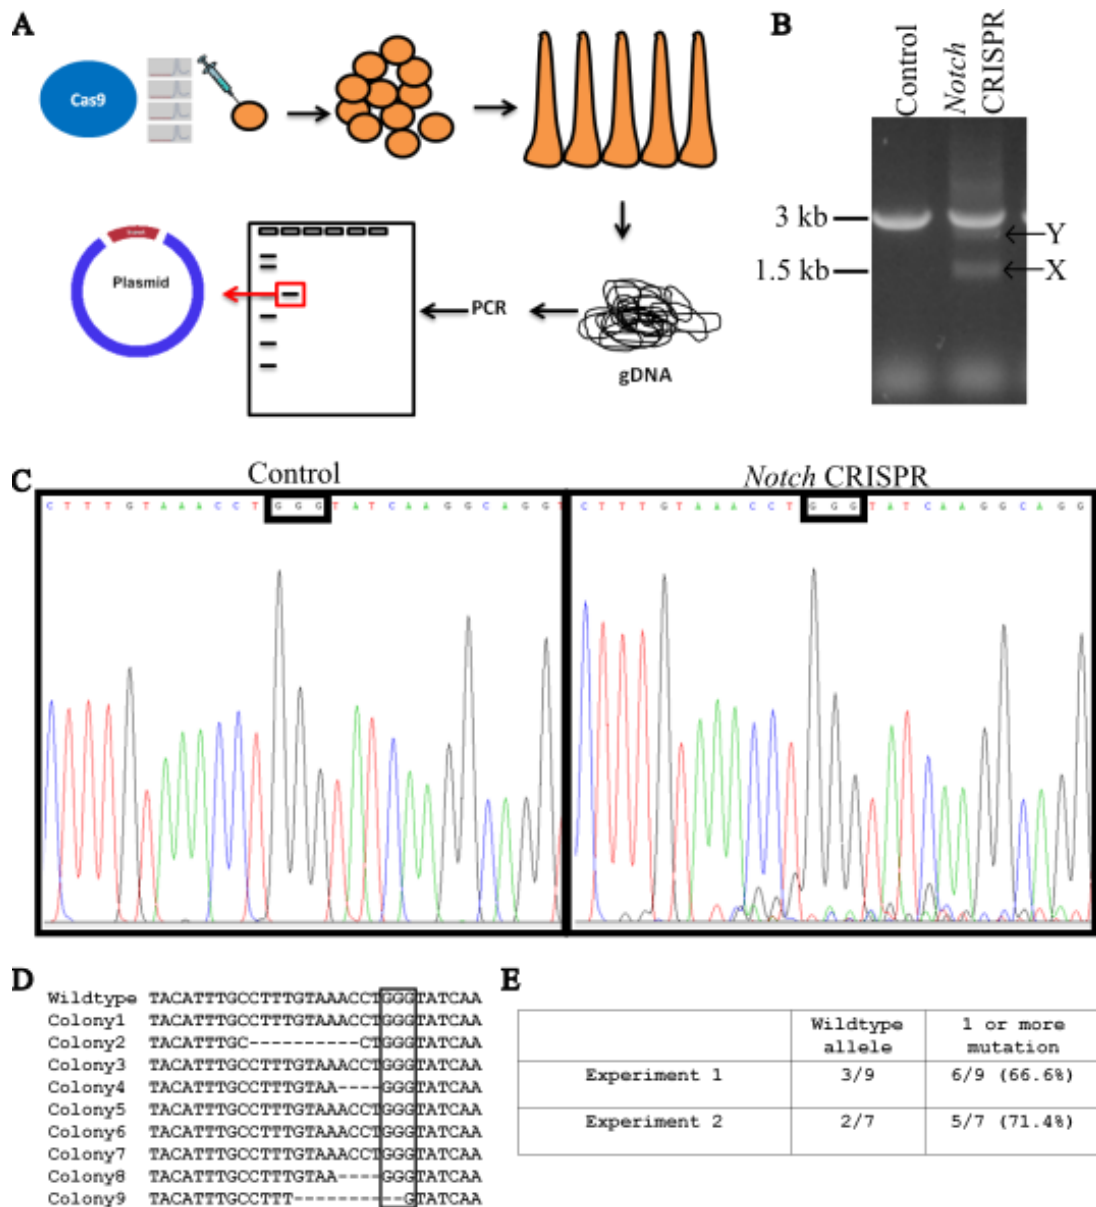 A
Cas9
Plasmid
PCR
gDNA
B
Control
Notch
CRISPR
3 kb
1.5 kb
Y
X
C
Control
Notch CRISPR
C T T T G T A A A C C T G G G T A T C A A G G C A G G T
C T T T G T A A A C C T G G G T A T C A A G G C A G G
D
Wildtype TACATTTGCCTTTGTAAACCTGGGTATCAA
Colony1 TACATTTGCCTTTGTAAACCTGGGTATCAA
Colony2 TACATTTGC----------CTGGGTATCAA
Colony3 TACATTTGCCTTTGTAAACCTGGGTATCAA
Colony4 TACATTTGCCTTTGTAA----GGGTATCAA
Colony5 TACATTTGCCTTTGTAAACCTGGGTATCAA
Colony6 TACATTTGCCTTTGTAAACCTGGGTATCAA
Colony7 TACATTTGCCTTTGTAAACCTGGGTATCAA
Colony8 TACATTTGCCTTTGTAA----GGGTATCAA
Colony9 TACATTTGCCTTT----------GTATCAA
E
Wildtype allele
1 or more mutation
Experiment 1 3/9 6/9 (66.6%)
Experiment 2 2/7 5/7 (71.4%)